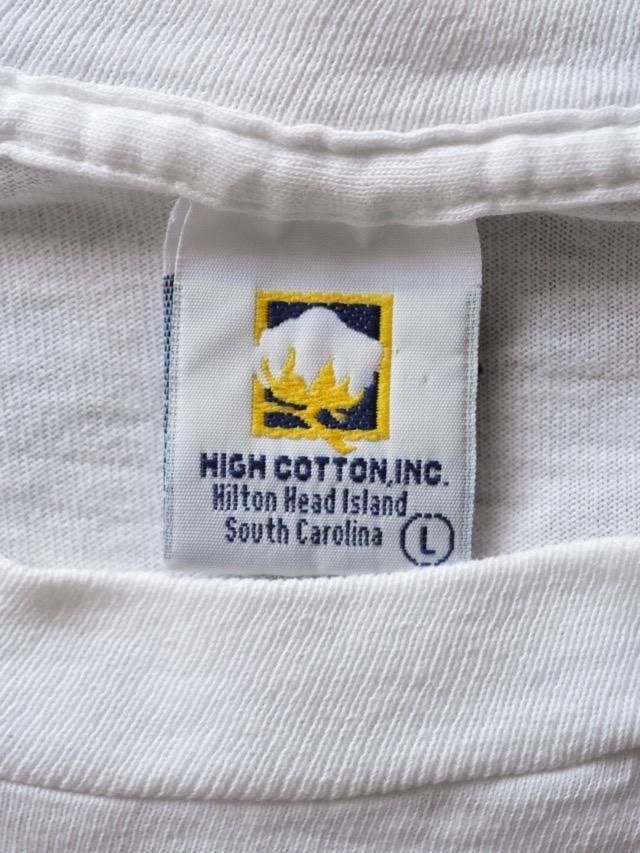 HIGH COTTON, INC.
Hilton Head Island
South Carolina
L